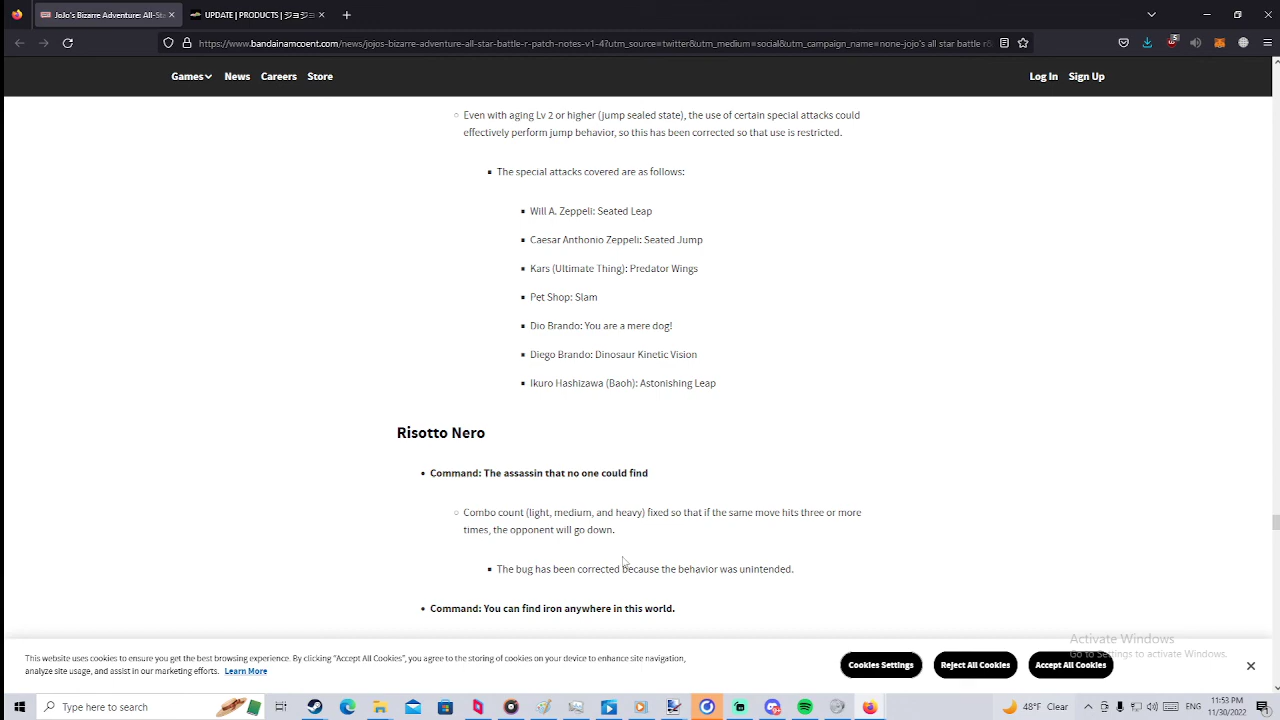 JoJo's Bizarre Adventure: All-Sta
UPDATE | PRODUCTS | ジョジョ
https://www.bandainamcoent.com/news/jojos-bizarre-adventure-all-star-battle-r-patch-notes-v1-4?utm_source=twitter&utm_medium=social&utm_campaign_name=none-jojo's all star battle r
Games News Careers Store Log In Sign Up
Even with aging Lv 2 or higher (jump sealed state), the use of certain special attacks could
effectively perform jump behavior, so this has been corrected so that use is restricted.
The special attacks covered are as follows:
Will A. Zeppeli: Seated Leap
Caesar Anthonio Zeppeli: Seated Jump
Kars (Ultimate Thing): Predator Wings
Pet Shop: Slam
Dio Brando: You are a mere dog!
Diego Brando: Dinosaur Kinetic Vision
Ikuro Hashizawa (Baoh): Astonishing Leap
Risotto Nero
Command: The assassin that no one could find
Combo count (light, medium, and heavy) fixed so that if the same move hits three or more
times, the opponent will go down.
The bug has been corrected because the behavior was unintended.
Command: You can find iron anywhere in this world.
Activate Windows
Go to Settings to activate Windows.
This website uses cookies to ensure you get the best browsing experience. By clicking "Accept All Cookies", you agree to the storing of cookies on your device to enhance site navigation,
analyze site usage, and assist in our marketing efforts. Learn More
Cookies Settings Reject All Cookies Accept All Cookies
Type here to search
48°F Clear
ENG
11:53 PM
11/30/2022